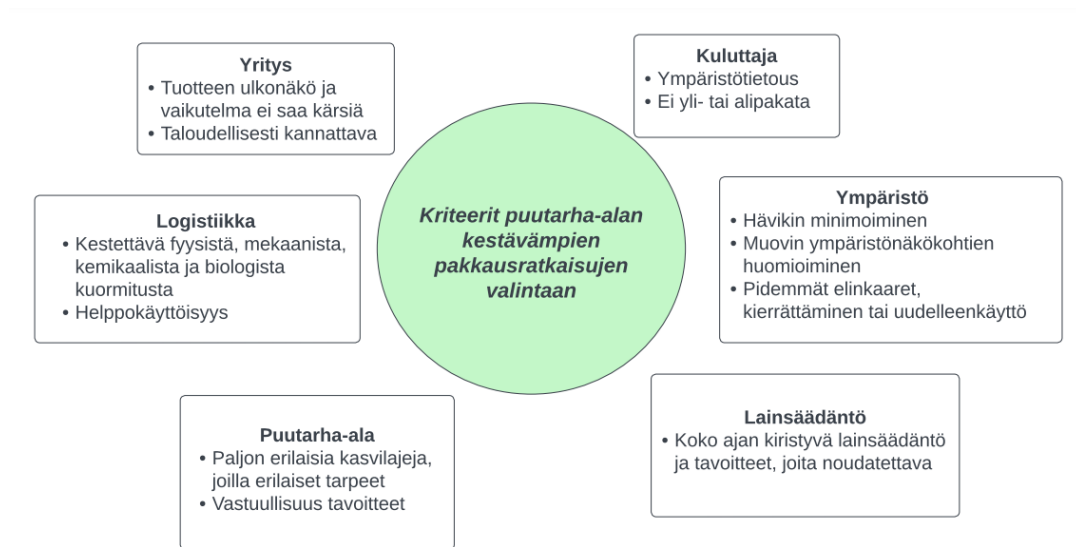 Yritys
• Tuotteen ulkonäkö ja
vaikutelma ei saa kärsiä
• Taloudellisesti kannattava
Kuluttaja
• Ympäristötietous
• Ei yli- tai alipakata
Logistiikka
• Kestettävä fyysistä, mekaanista,
kemikaalista ja biologista
kuormitusta
• Helppokäyttöisyys
Kriteerit puutarha-alan
kestävämpien
pakkausratkaisujen
valintaan
Ympäristö
• Hävikin minimoiminen
• Muovin ympäristönäkökohtien
huomioiminen
• Pidemmät elinkaaret,
kierrättäminen tai uudelleenkäyttö
Puutarha-ala
• Paljon erilaisia kasvilajeja,
joilla erilaiset tarpeet
• Vastuullisuus tavoitteet
Lainsäädäntö
• Koko ajan kiristyvä lainsäädäntö
ja tavoitteet, joita noudatettava